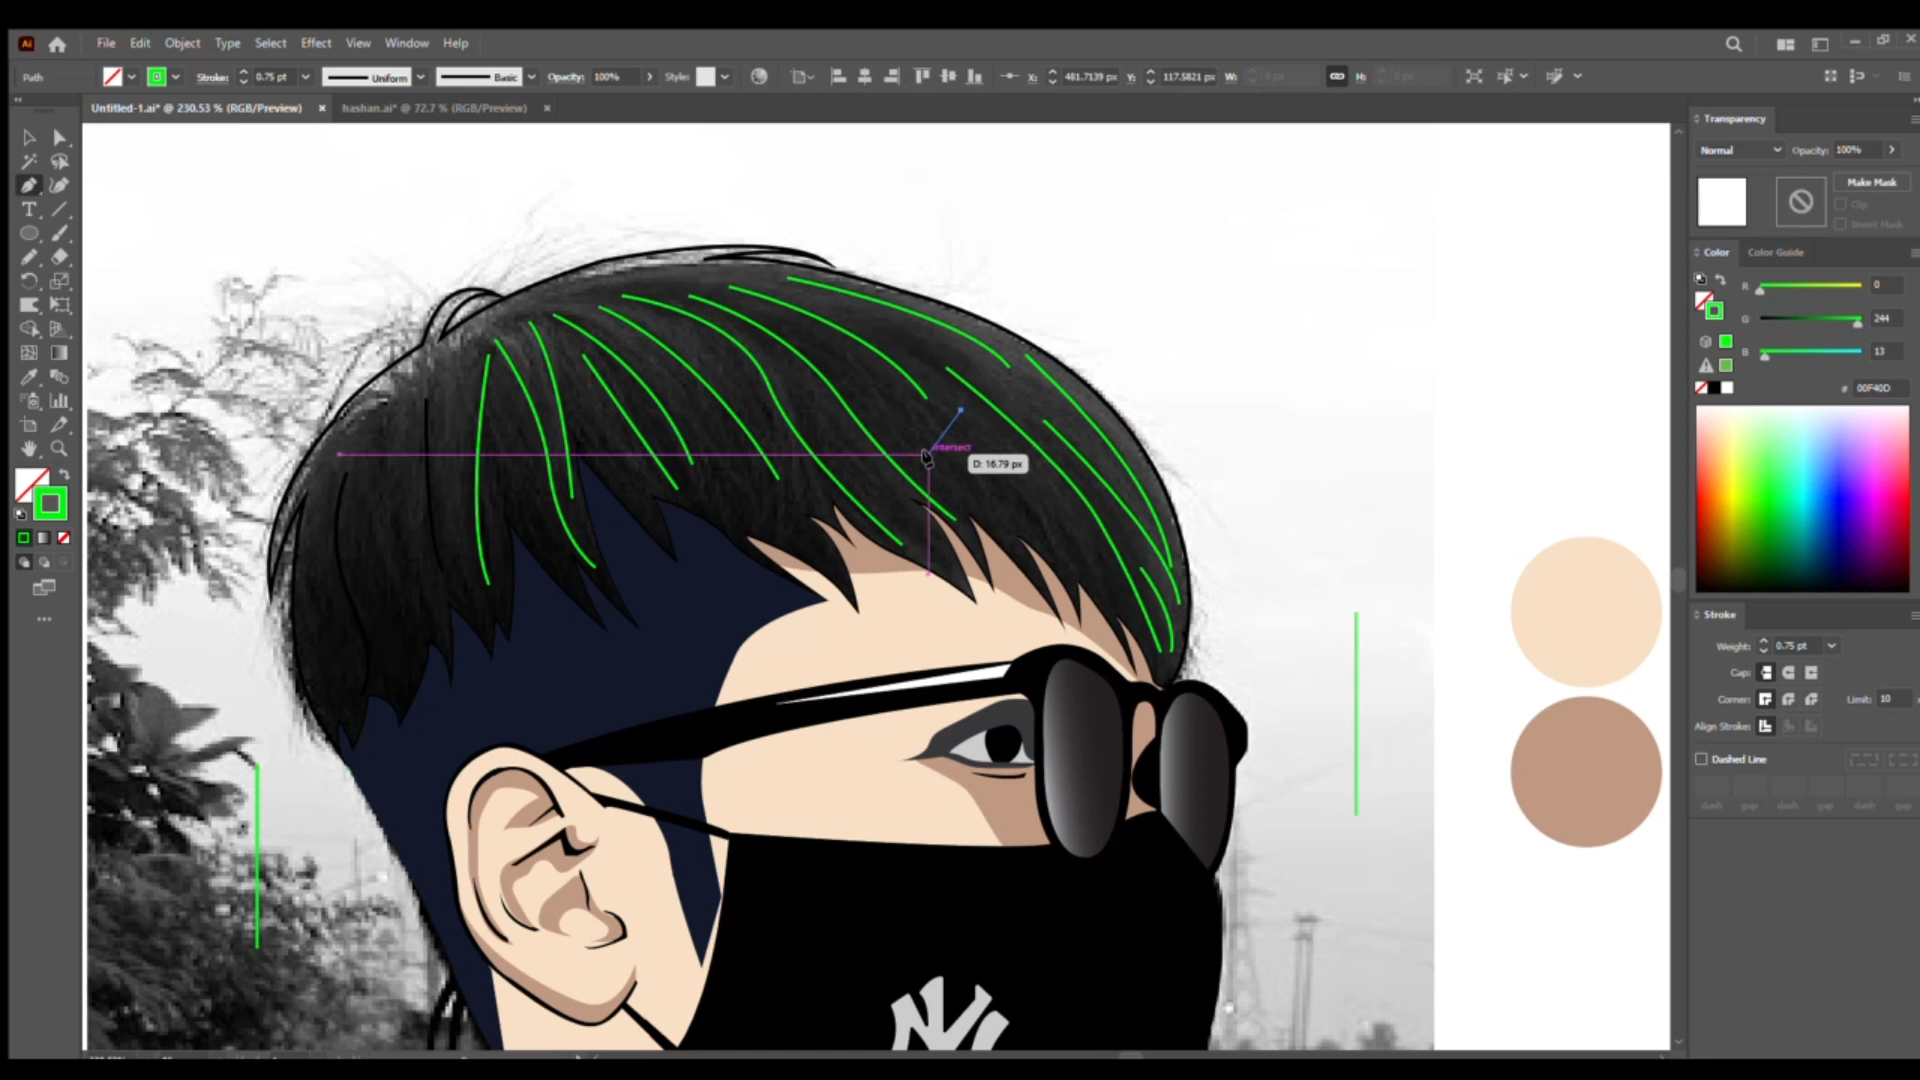 Ai File Edit Object Type Select Effect View Window Help
Path Stroke: 0.75 pt Uniform Basic Opacity: 100% Style: X: 481.7139 px Y: 117.5821 px W: 0 px H: 0 px
Untitled-1.ai* @ 230.53 % (RGB/Preview) × hashan.ai* @ 72.7 % (RGB/Preview) ×
Transparency
Normal Opacity: 100%
Make Mask
Clip
Invert Mask
Color Color Guide
R 0
G 244
B 13
# 00F40D
intersect
D: 16.79 px
Stroke
Weight: 0.75 pt
Cap:
Corner: Limit: 10
Align Stroke:
Dashed Line
dash gap dash gap dash gap
NY